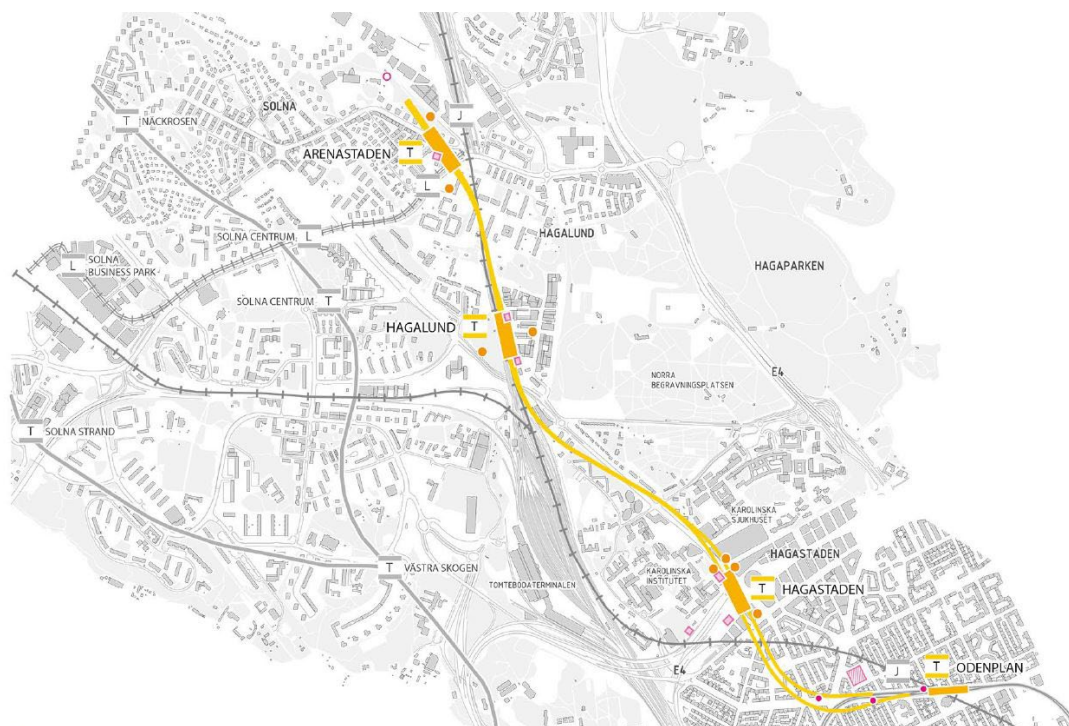 SOLNA
J
T NÄCKROSEN
ARENASTADEN T
L
SOLNA CENTRUM L
HAGALUND
HAGAPARKEN
L SOLNA
BUSINESS PARK
SOLNA CENTRUM T
HAGALUND T
E4
NORRA
BEGRAVNINGSPLATSEN
T SOLNA STRAND
KAROLINSKA
SJUKHUSET
HAGASTADEN
T VÄSTRA SKOGEN
KAROLINSKA
INSTITUTET
TOMTEBODATERMINALEN
T HAGASTADEN
E4
J
T ODENPLAN